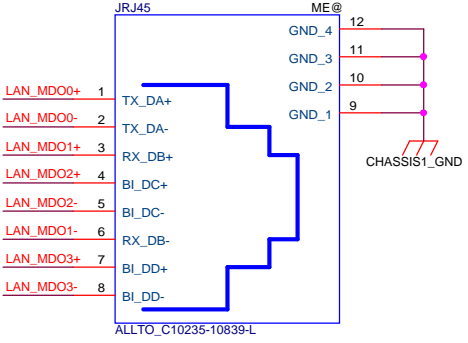 JRJ45 ME@
LAN_MDO0+ 1 TX_DA+
LAN_MDO0- 2 TX_DA-
LAN_MDO1+ 3 RX_DB+
LAN_MDO2+ 4 BI_DC+
LAN_MDO2- 5 BI_DC-
LAN_MDO1- 6 RX_DB-
LAN_MDO3+ 7 BI_DD+
LAN_MDO3- 8 BI_DD-
GND_4 12
GND_3 11
GND_2 10
GND_1 9
CHASSIS1_GND
ALLTO_C10235-10839-L